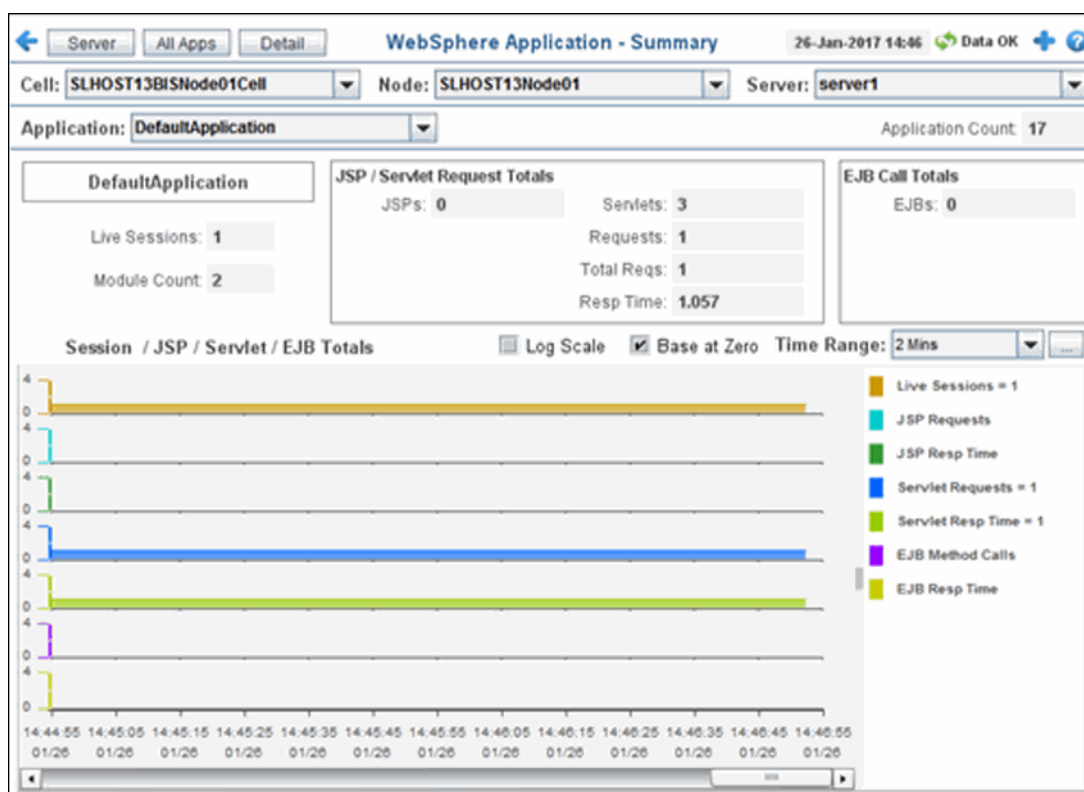 Server All Apps Detail WebSphere Application - Summary 26-Jan-2017 14:46 Data OK
Cell: SLHOST13BISNode01Cell Node: SLHOST13Node01 Server: server1
Application: DefaultApplication Application Count: 17
DefaultApplication
Live Sessions: 1
Module Count: 2
JSP / Servlet Request Totals
JSPs: 0 Servlets: 3
Requests: 1
Total Reqs: 1
Resp Time: 1.057
EJB Call Totals
EJBs: 0
Session / JSP / Servlet / EJB Totals Log Scale Base at Zero Time Range: 2 Mins ...
4
0
4
0
4
0
4
0
4
0
4
0
4
0
Live Sessions = 1
JSP Requests
JSP Resp Time
Servlet Requests = 1
Servlet Resp Time = 1
EJB Method Calls
EJB Resp Time
14:44:55 14:45:05 14:45:15 14:45:25 14:45:35 14:45:45 14:45:55 14:46:05 14:46:15 14:46:25 14:46:35 14:46:45 14:46:55
01/26 01/26 01/26 01/26 01/26 01/26 01/26 01/26 01/26 01/26 01/26 01/26 01/26